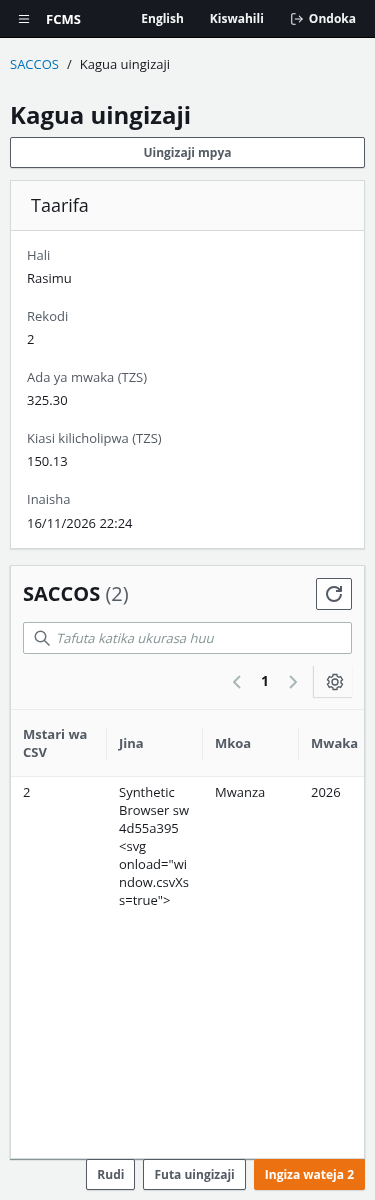 FCMS English Kiswahili Ondoka
SACCOS / Kagua uingizaji
Kagua uingizaji
Uingizaji mpya
Taarifa
Hali
Rasimu
Rekodi
2
Ada ya mwaka (TZS)
325.30
Kiasi kilicholipwa (TZS)
150.13
Inaisha
16/11/2026 22:24
SACCOS (2)
Tafuta katika ukurasa huu
1
Mstari wa CSV Jina Mkoa Mwaka
2 Synthetic Mwanza 2026
Browser sw
4d55a395
<svg
onload="wi
ndow.csvXs
s=true">
Rudi Futa uingizaji Ingiza wateja 2